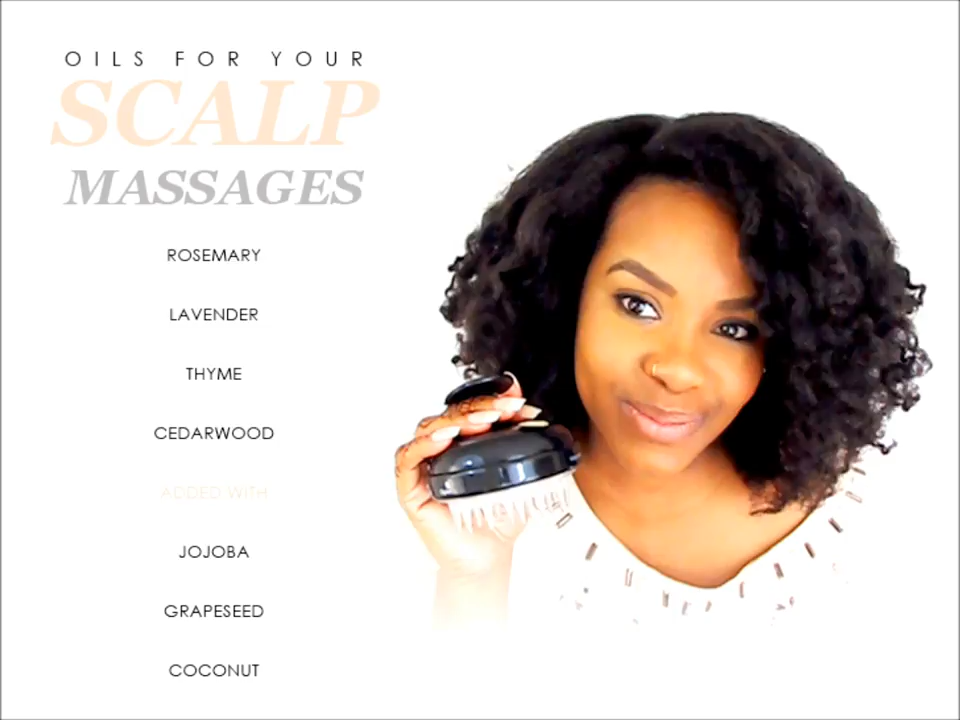 OILS FOR YOUR
SCALP
MASSAGES
ROSEMARY
LAVENDER
THYME
CEDARWOOD
ADDED WITH
JOJOBA
GRAPESEED
COCONUT